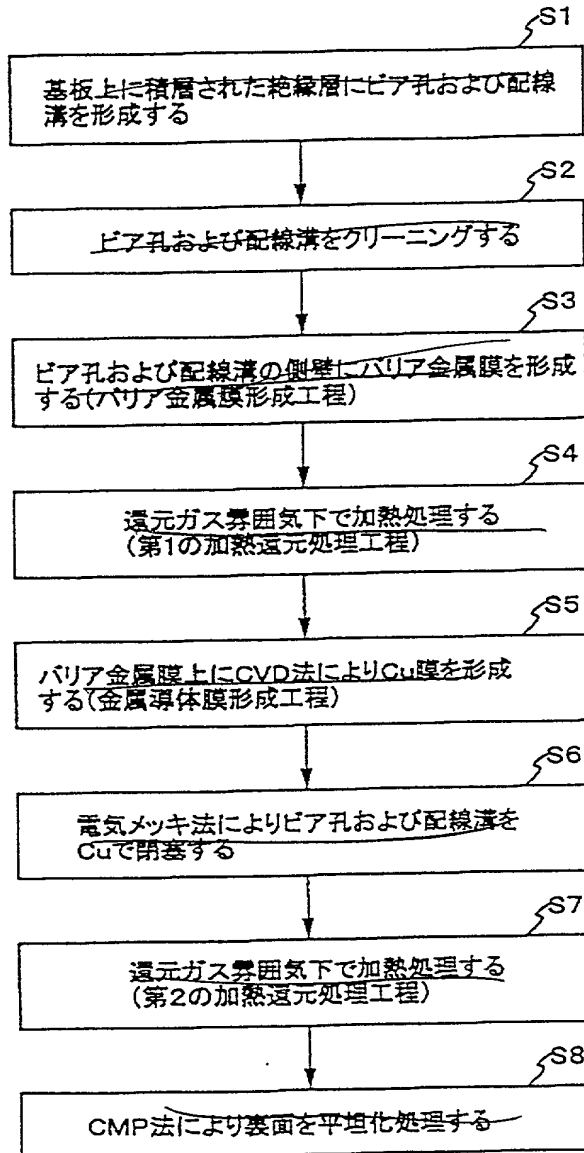 S1
基板上に積層された絶縁層にビア孔および配線
溝を形成する
S2
ビア孔および配線溝をクリーニングする
S3
ビア孔および配線溝の側壁にバリア金属膜を形成
する(バリア金属膜形成工程)
S4
還元ガス雰囲気下で加熱処理する
(第1の加熱還元処理工程)
S5
バリア金属膜上にCVD法によりCu膜を形成
する(金属導体膜形成工程)
S6
電気メッキ法によりビア孔および配線溝を
Cuで閉塞する
S7
還元ガス雰囲気下で加熱処理する
(第2の加熱還元処理工程)
S8
CMP法により表面を平坦化処理する